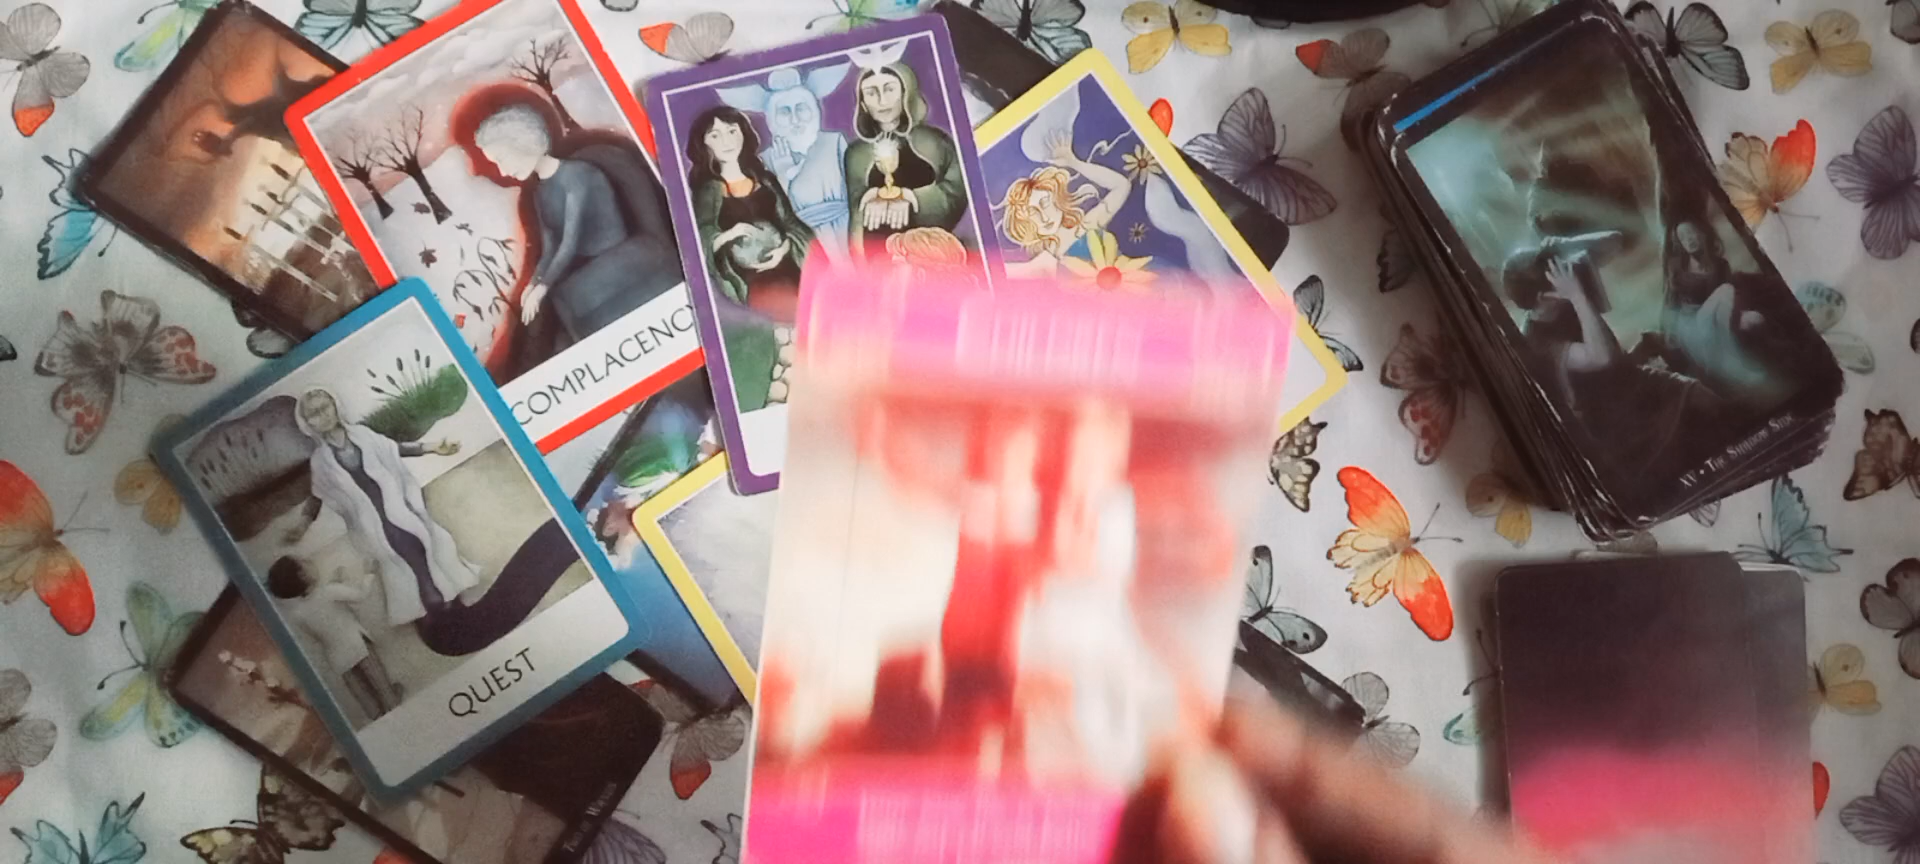 COMPLACENC
QUEST
XV • The Shadow Side